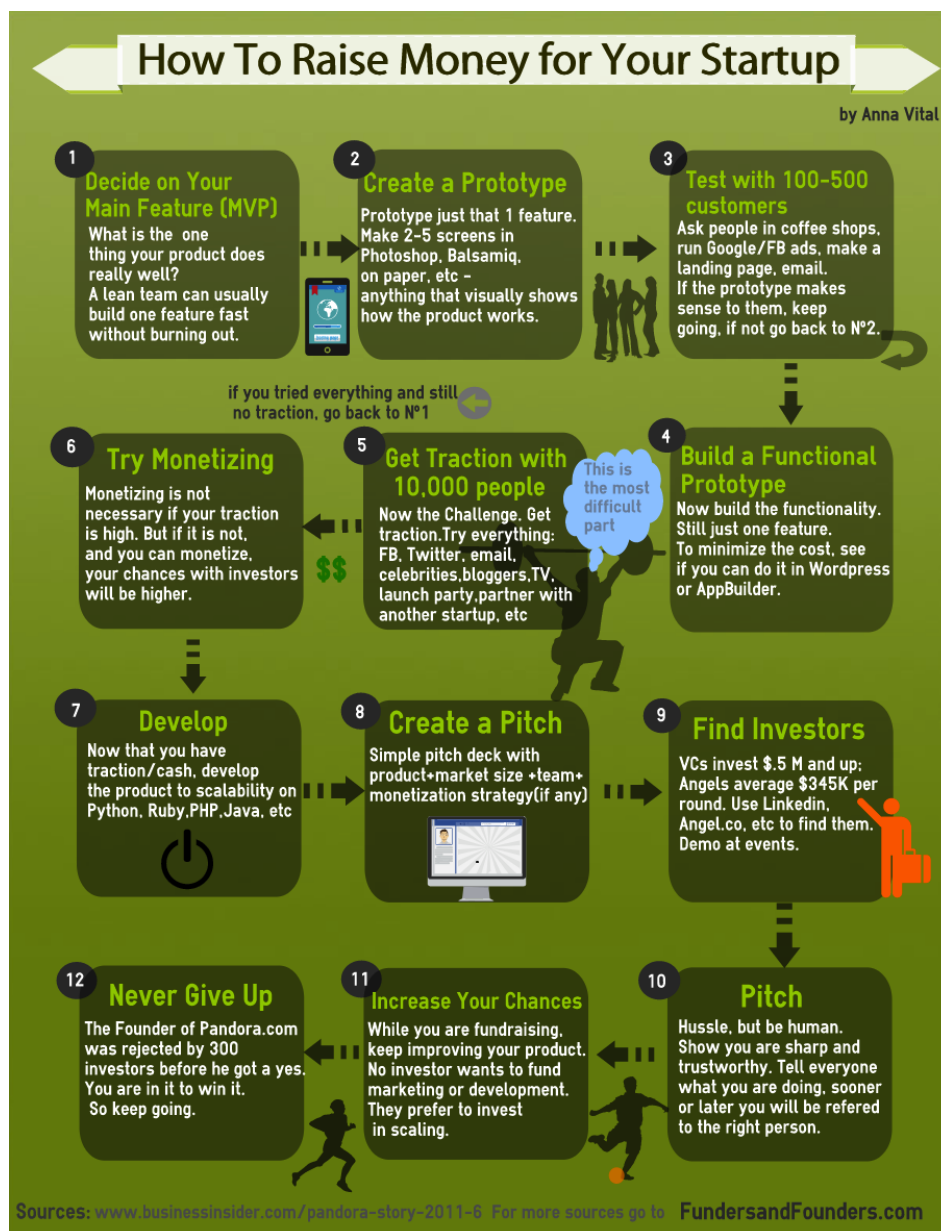 How To Raise Money for Your Startup
by Anna Vital
1
Decide on Your
Main Feature (MVP)
What is the one
thing your product does
really well?
A lean team can usually
build one feature fast
without burning out.
2
Create a Prototype
Prototype just that 1 feature.
Make 2-5 screens in
Photoshop, Balsamiq,
on paper, etc -
anything that visually shows
how the product works.
3
Test with 100-500
customers
Ask people in coffee shops,
run Google/FB ads, make a
landing page, email.
If the prototype makes
sense to them, keep
going, if not go back to Nº2.
4
Build a Functional
Prototype
Now build the functionality.
Still just one feature.
To minimize the cost, see
if you can do it in Wordpress
or AppBuilder.
if you tried everything and still
no traction, go back to Nº1
5
Get Traction with
10,000 people
Now the Challenge. Get
traction.Try everything:
FB, Twitter, email,
celebrities,bloggers,TV,
launch party,partner with
another startup, etc
This is
the most
difficult
part
6
Try Monetizing
Monetizing is not
necessary if your traction
is high. But if it is not,
and you can monetize,
your chances with investors
will be higher.
$$
7
Develop
Now that you have
traction/cash, develop
the product to scalability on
Python, Ruby,PHP,Java, etc
8
Create a Pitch
Simple pitch deck with
product+market size +team+
monetization strategy(if any)
9
Find Investors
VCs invest $.5 M and up;
Angels average $345K per
round. Use Linkedin,
Angel.co, etc to find them.
Demo at events.
10
Pitch
Hussle, but be human.
Show you are sharp and
trustworthy. Tell everyone
what you are doing, sooner
or later you will be refered
to the right person.
11
Increase Your Chances
While you are fundraising,
keep improving your product.
No investor wants to fund
marketing or development.
They prefer to invest
in scaling.
12
Never Give Up
The Founder of Pandora.com
was rejected by 300
investors before he got a yes.
You are in it to win it.
So keep going.
Sources: www.businessinsider.com/pandora-story-2011-6 For more sources go to FundersandFounders.com